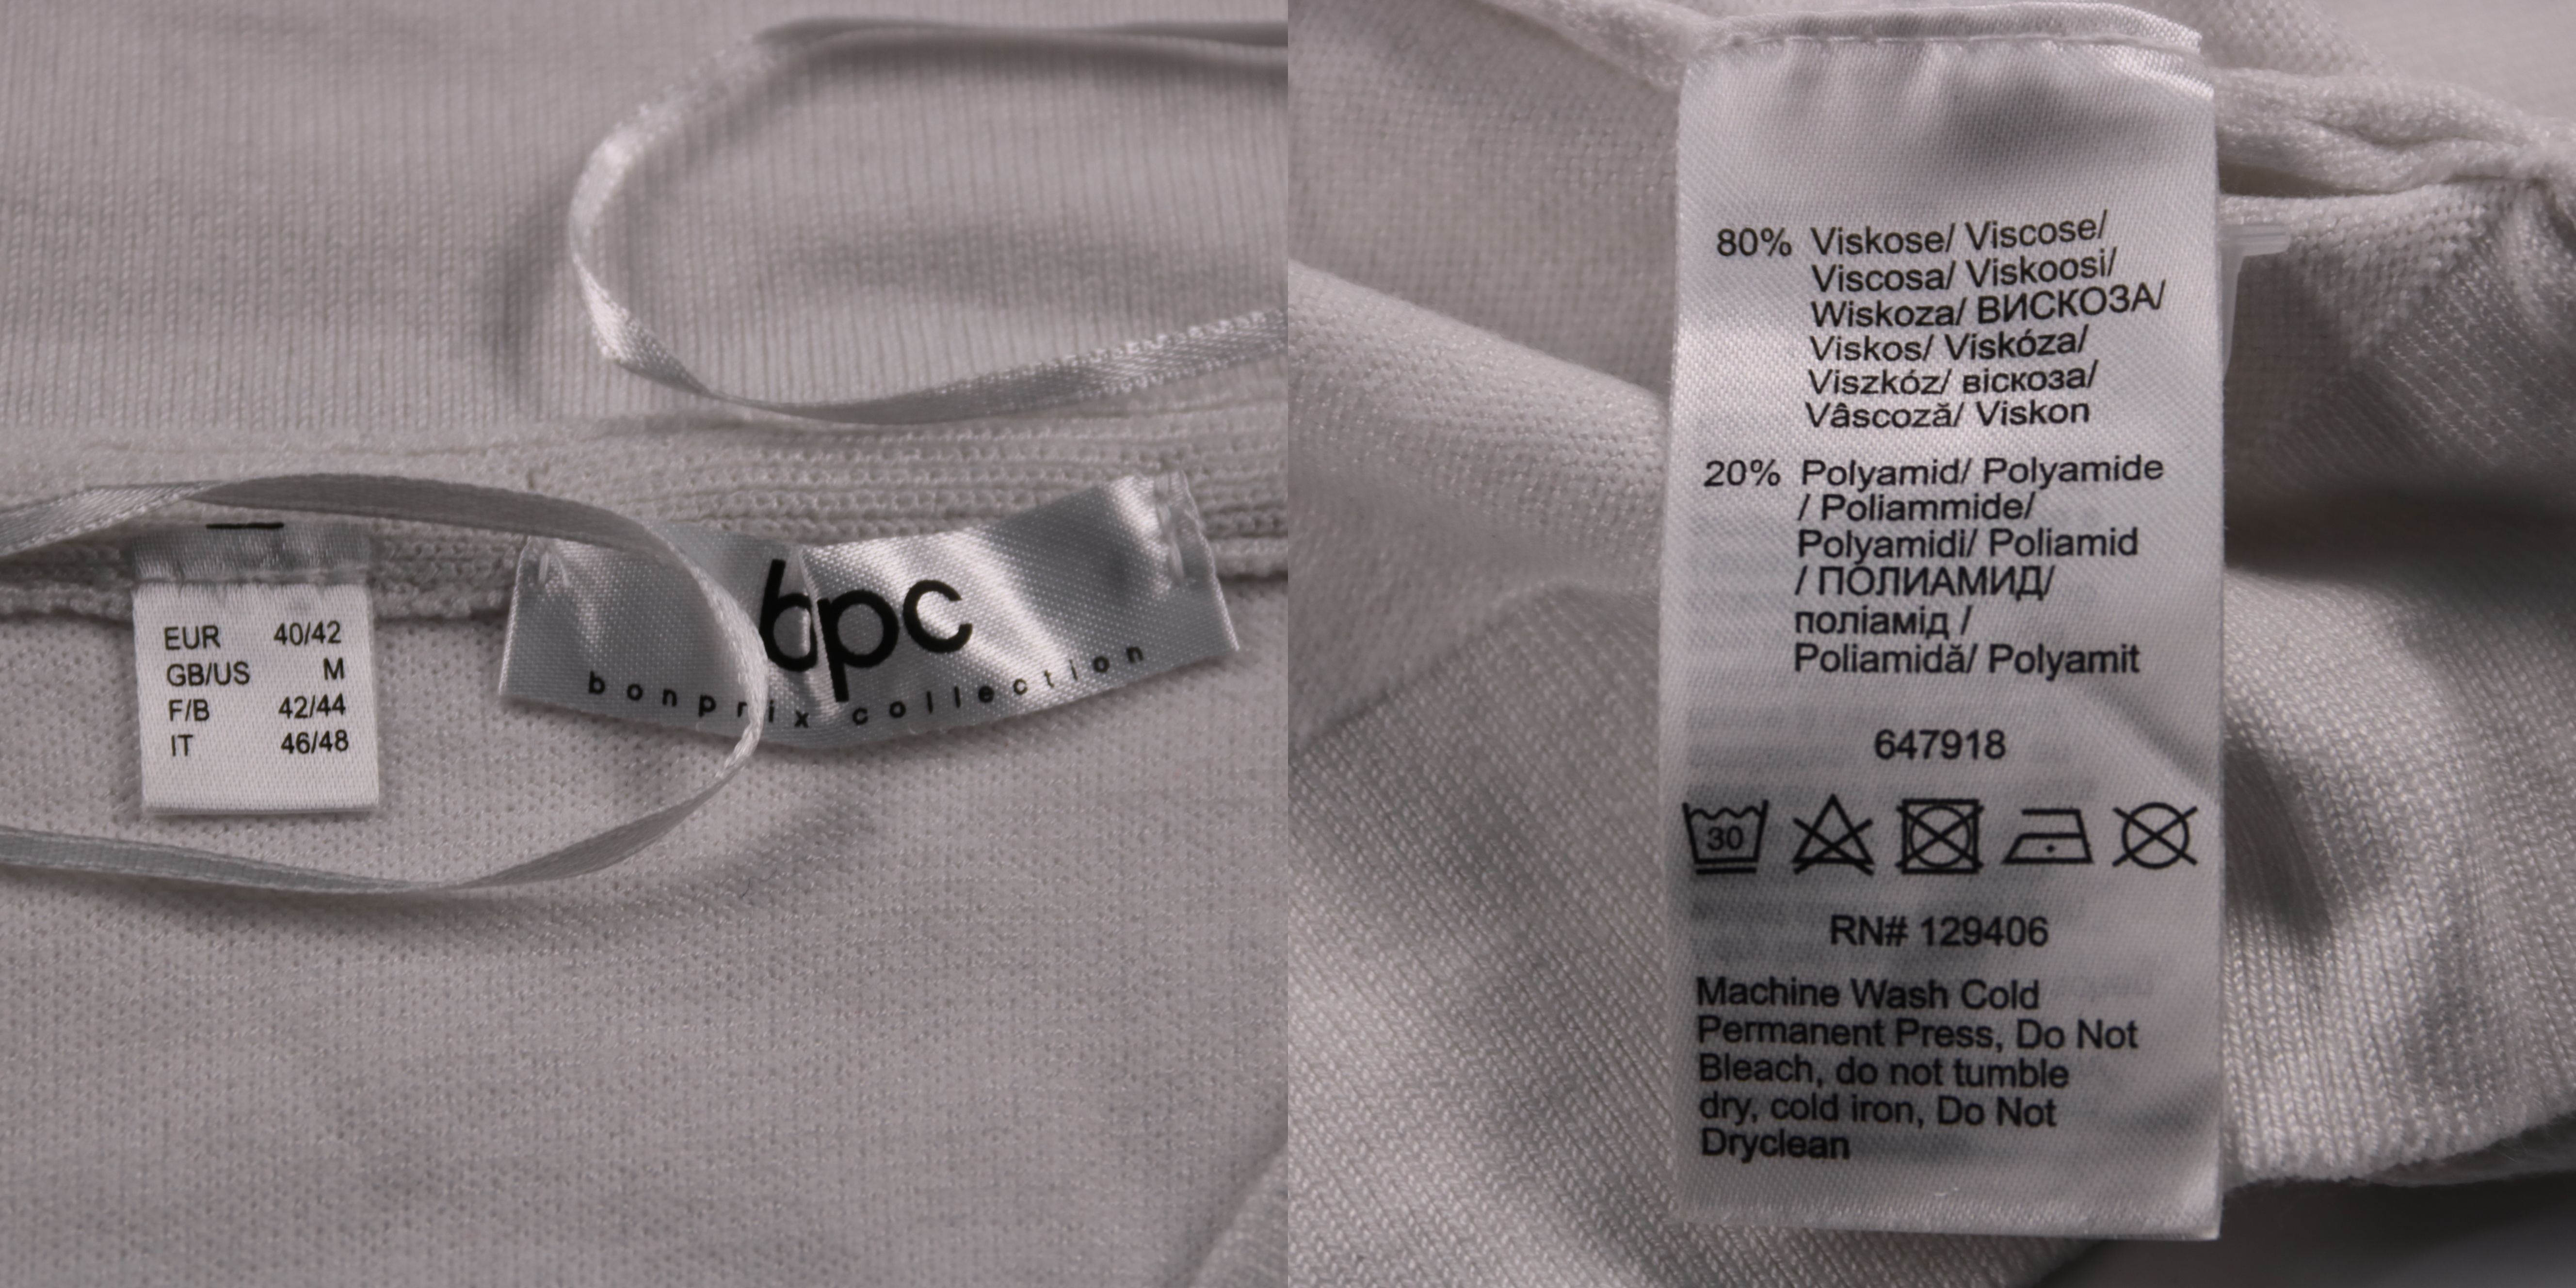 EUR 40/42
GB/US M
F/B 42/44
IT 46/48
bpc
bonprix collection
80% Viskose/ Viscose/
Viscosa/ Viskoosi/
Wiskoza/ ВИСКОЗА/
Viskos/ Viskóza/
Viszkóz/ віскоза/
Vâscoză/ Viskon
20% Polyamid/ Polyamide
/ Poliammide/
Polyamidi/ Poliamid
/ ПОЛИАМИД/
поліамід /
Poliamidă/ Polyamit
647918
30
RN# 129406
Machine Wash Cold
Permanent Press, Do Not
Bleach, do not tumble
dry, cold iron, Do Not
Dryclean